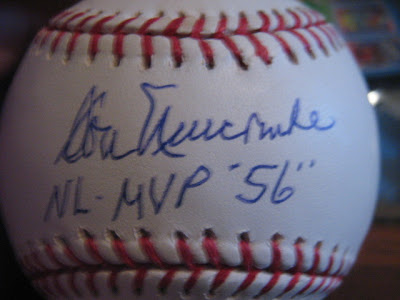 Don Newcombe
NL-MVP "56"